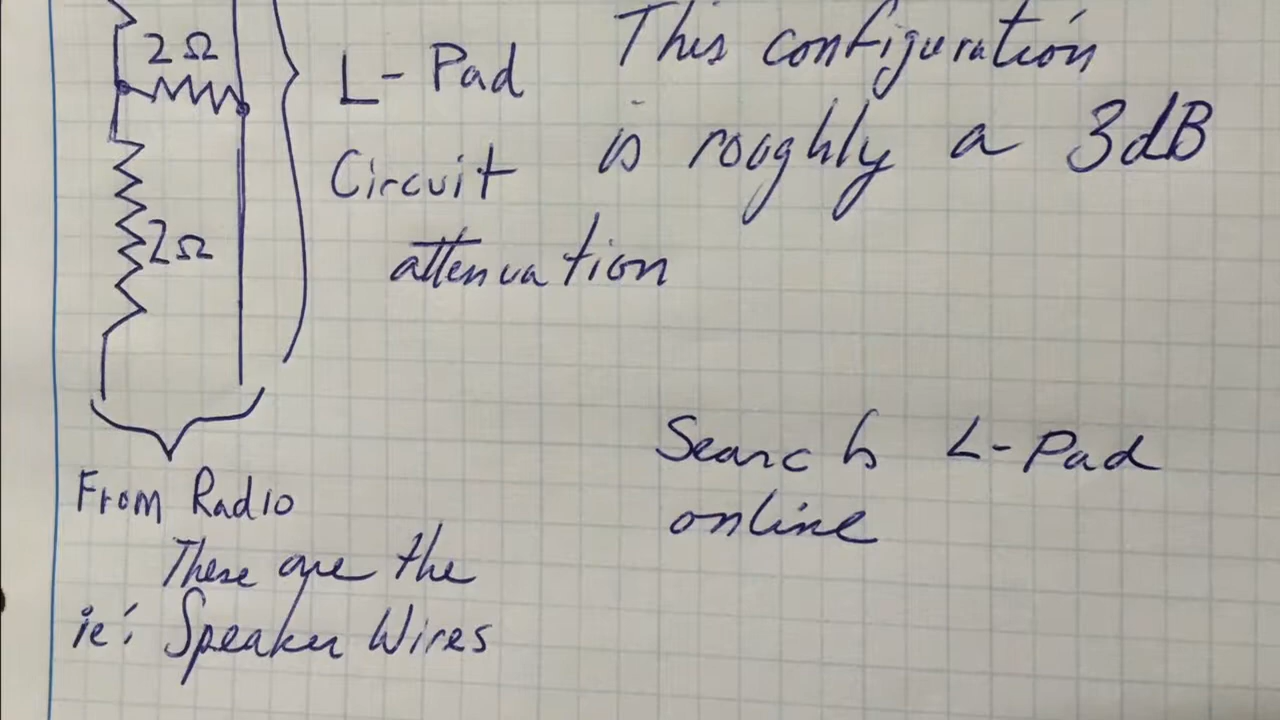 2Ω
L-Pad
Circuit
This configuration
is roughly a 3dB
attenuation
2Ω
Search L-Pad
online
From Radio
These are the
ie: Speaker Wires